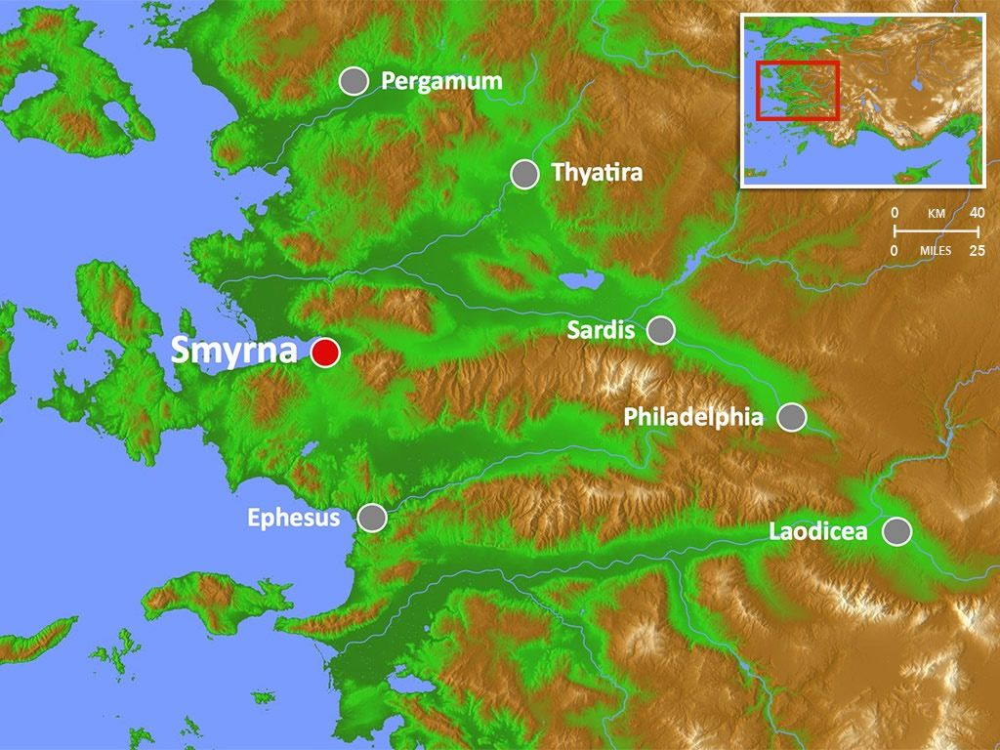 Pergamum
Thyatira
0 KM 40
0 MILES 25
Sardis
Smyrna
Philadelphia
Ephesus
Laodicea